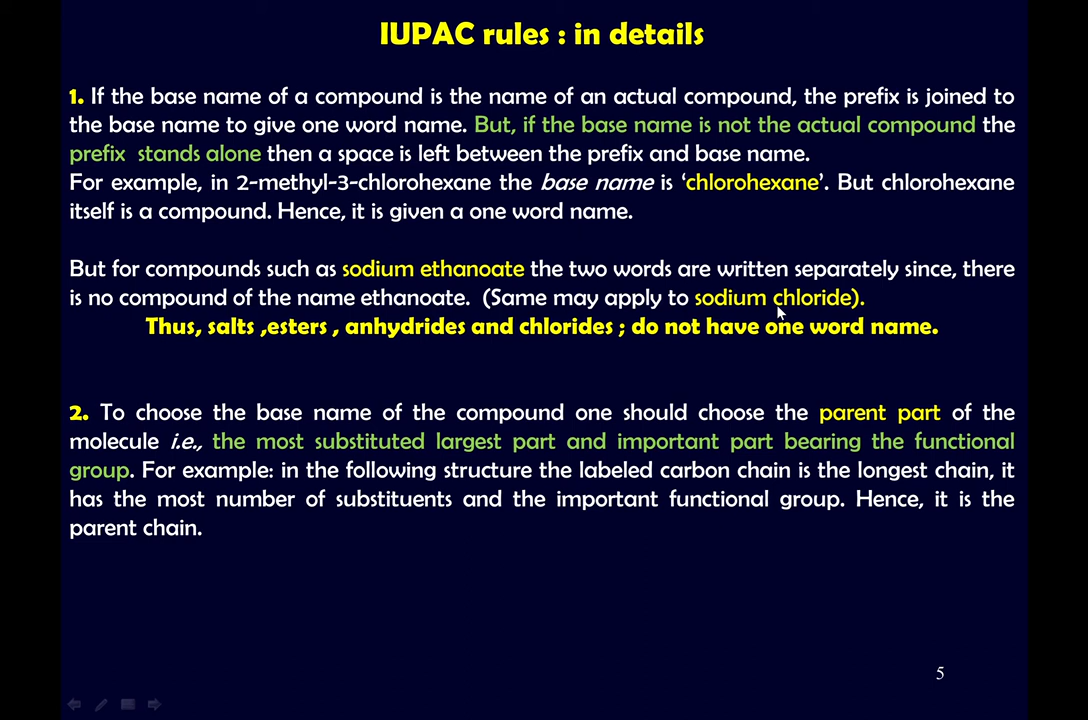 IUPAC rules : in details
1. If the base name of a compound is the name of an actual compound, the prefix is joined to
the base name to give one word name. But, if the base name is not the actual compound the
prefix stands alone then a space is left between the prefix and base name.
For example, in 2-methyl-3-chlorohexane the base name is ‘chlorohexane’. But chlorohexane
itself is a compound. Hence, it is given a one word name.
But for compounds such as sodium ethanoate the two words are written separately since, there
is no compound of the name ethanoate. (Same may apply to sodium chloride).
Thus, salts ,esters , anhydrides and chlorides ; do not have one word name.
2. To choose the base name of the compound one should choose the parent part of the
molecule i.e., the most substituted largest part and important part bearing the functional
group. For example: in the following structure the labeled carbon chain is the longest chain, it
has the most number of substituents and the important functional group. Hence, it is the
parent chain.
5